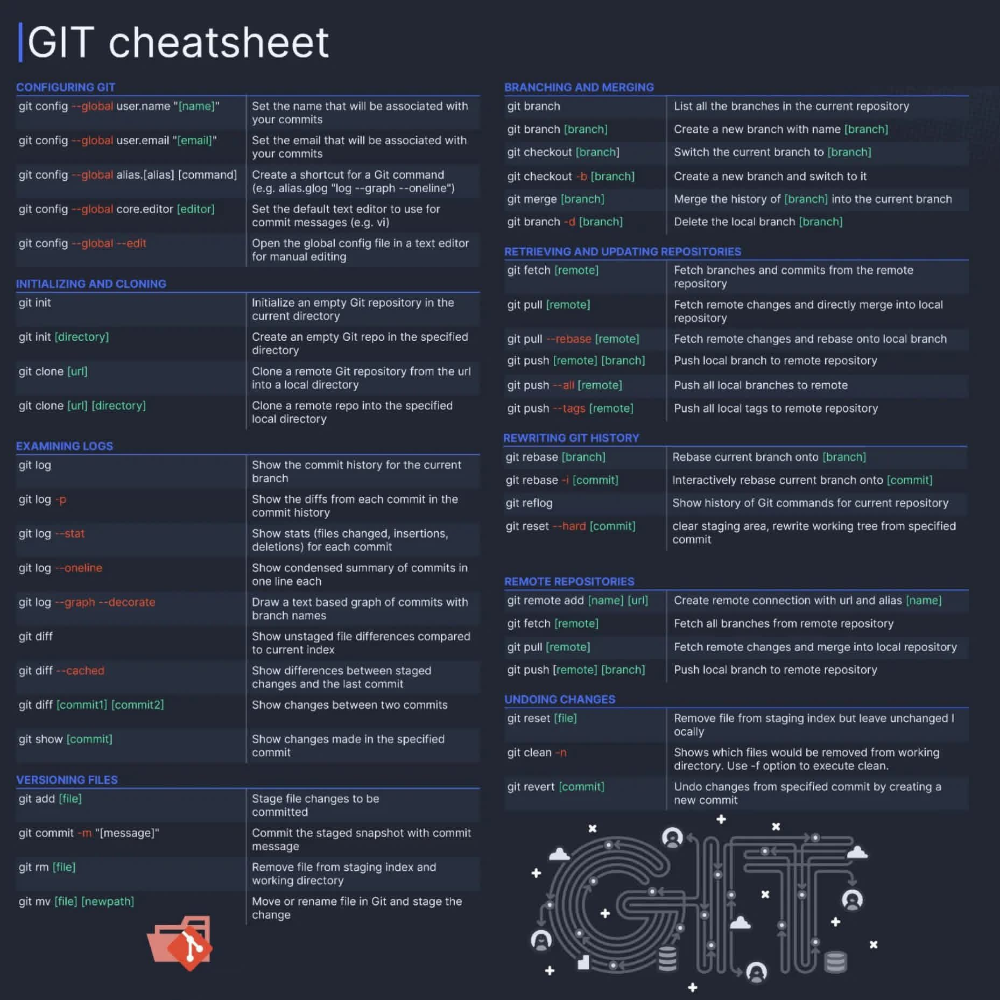 GIT cheatsheet
CONFIGURING GIT
git config --global user.name "[name]"
Set the name that will be associated with
your commits
git config --global user.email "[email]"
Set the email that will be associated with
your commits
git config --global alias.[alias] [command]
Create a shortcut for a Git command
(e.g. alias.glog "log --graph --oneline")
git config --global core.editor [editor]
Set the default text editor to use for
commit messages (e.g. vi)
git config --global --edit
Open the global config file in a text editor
for manual editing
INITIALIZING AND CLONING
git init
Initialize an empty Git repository in the
current directory
git init [directory]
Create an empty Git repo in the specified
directory
git clone [url]
Clone a remote Git repository from the url
into a local directory
git clone [url] [directory]
Clone a remote repo into the specified
local directory
EXAMINING LOGS
git log
Show the commit history for the current
branch
git log -p
Show the diffs from each commit in the
commit history
git log --stat
Show stats (files changed, insertions,
deletions) for each commit
git log --oneline
Show condensed summary of commits in
one line each
git log --graph --decorate
Draw a text based graph of commits with
branch names
git diff
Show unstaged file differences compared
to current index
git diff --cached
Show differences between staged
changes and the last commit
git diff [commit1] [commit2]
Show changes between two commits
git show [commit]
Show changes made in the specified
commit
VERSIONING FILES
git add [file]
Stage file changes to be
committed
git commit -m "[message]"
Commit the staged snapshot with commit
message
git rm [file]
Remove file from staging index and
working directory
git mv [file] [newpath]
Move or rename file in Git and stage the
change
BRANCHING AND MERGING
git branch
List all the branches in the current repository
git branch [branch]
Create a new branch with name [branch]
git checkout [branch]
Switch the current branch to [branch]
git checkout -b [branch]
Create a new branch and switch to it
git merge [branch]
Merge the history of [branch] into the current branch
git branch -d [branch]
Delete the local branch [branch]
RETRIEVING AND UPDATING REPOSITORIES
git fetch [remote]
Fetch branches and commits from the remote
repository
git pull [remote]
Fetch remote changes and directly merge into local
repository
git pull --rebase [remote]
Fetch remote changes and rebase onto local branch
git push [remote] [branch]
Push local branch to remote repository
git push --all [remote]
Push all local branches to remote
git push --tags [remote]
Push all local tags to remote repository
REWRITING GIT HISTORY
git rebase [branch]
Rebase current branch onto [branch]
git rebase -i [commit]
Interactively rebase current branch onto [commit]
git reflog
Show history of Git commands for current repository
git reset --hard [commit]
clear staging area, rewrite working tree from specified
commit
REMOTE REPOSITORIES
git remote add [name] [url]
Create remote connection with url and alias [name]
git fetch [remote]
Fetch all branches from remote repository
git pull [remote]
Fetch remote changes and merge into local repository
git push [remote] [branch]
Push local branch to remote repository
UNDOING CHANGES
git reset [file]
Remove file from staging index but leave unchanged l
ocally
git clean -n
Shows which files would be removed from working
directory. Use -f option to execute clean.
git revert [commit]
Undo changes from specified commit by creating a
new commit
GIT